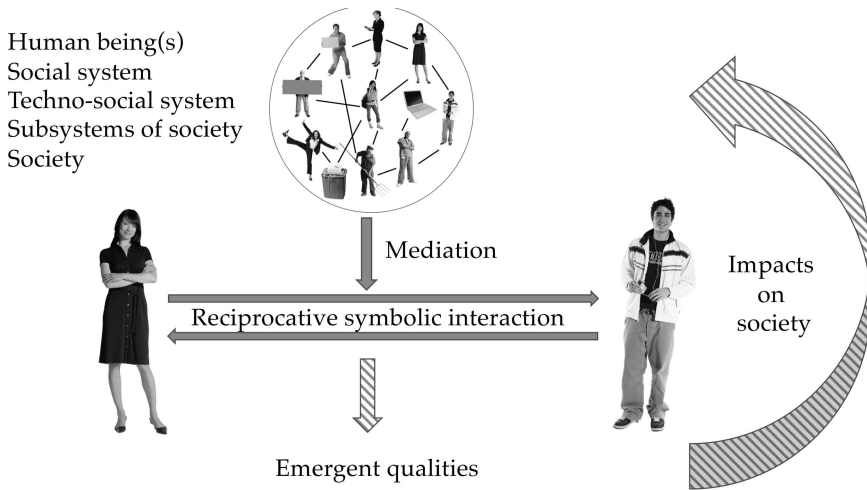 Human being(s)
Social system
Techno-social system
Subsystems of society
Society
Mediation
Reciprocative symbolic interaction
Impacts
on
society
Emergent qualities